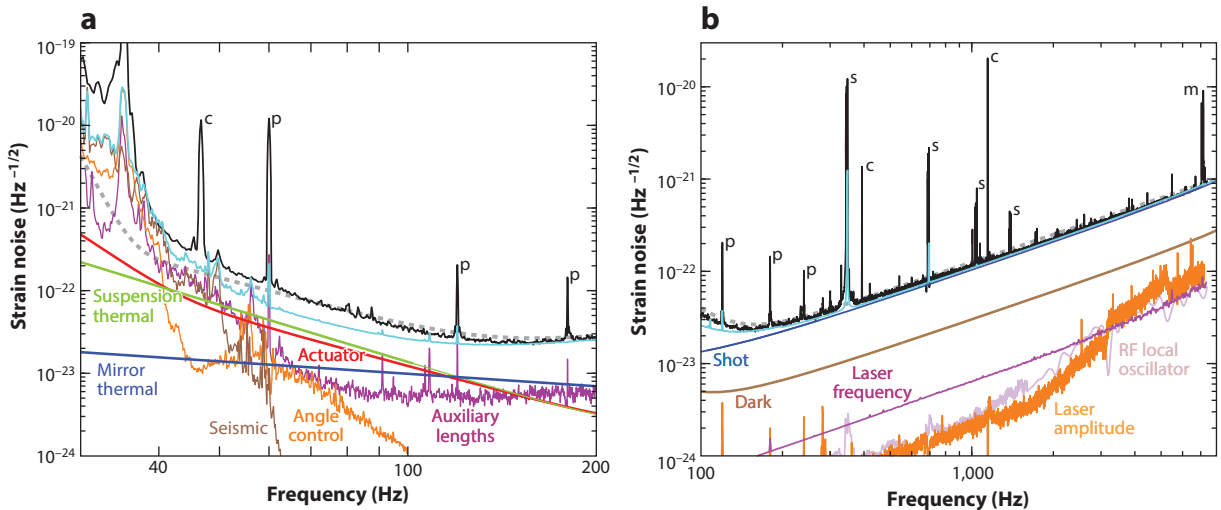 a
Strain noise (Hz −1/2)
10−19
10−20
10−21
10−22
10−23
10−24
c
p
p
p
Suspension
thermal
Actuator
Mirror
thermal
Seismic
Angle
control
Auxiliary
lengths
40
100
200
Frequency (Hz)
b
Strain noise (Hz −1/2)
10−20
10−21
10−22
10−23
10−24
p
p
p
s
c
s
s
c
s
m
Shot
Dark
Laser
frequency
RF local
oscillator
Laser
amplitude
100
1,000
Frequency (Hz)